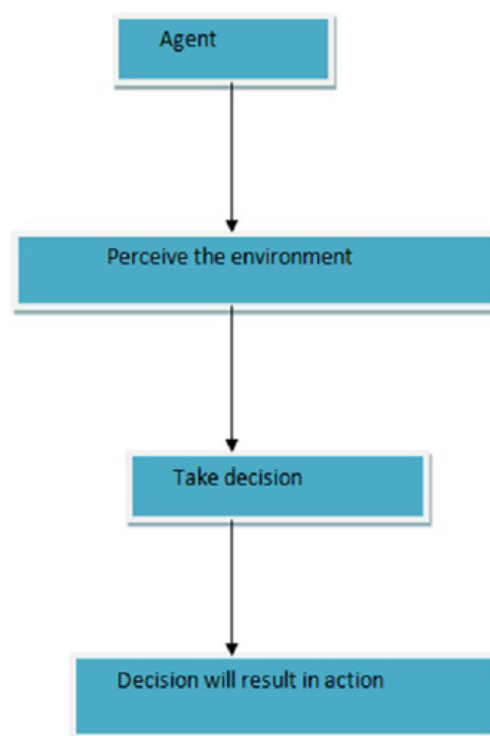 Agent
Perceive the environment
Take decision
Decision will result in action